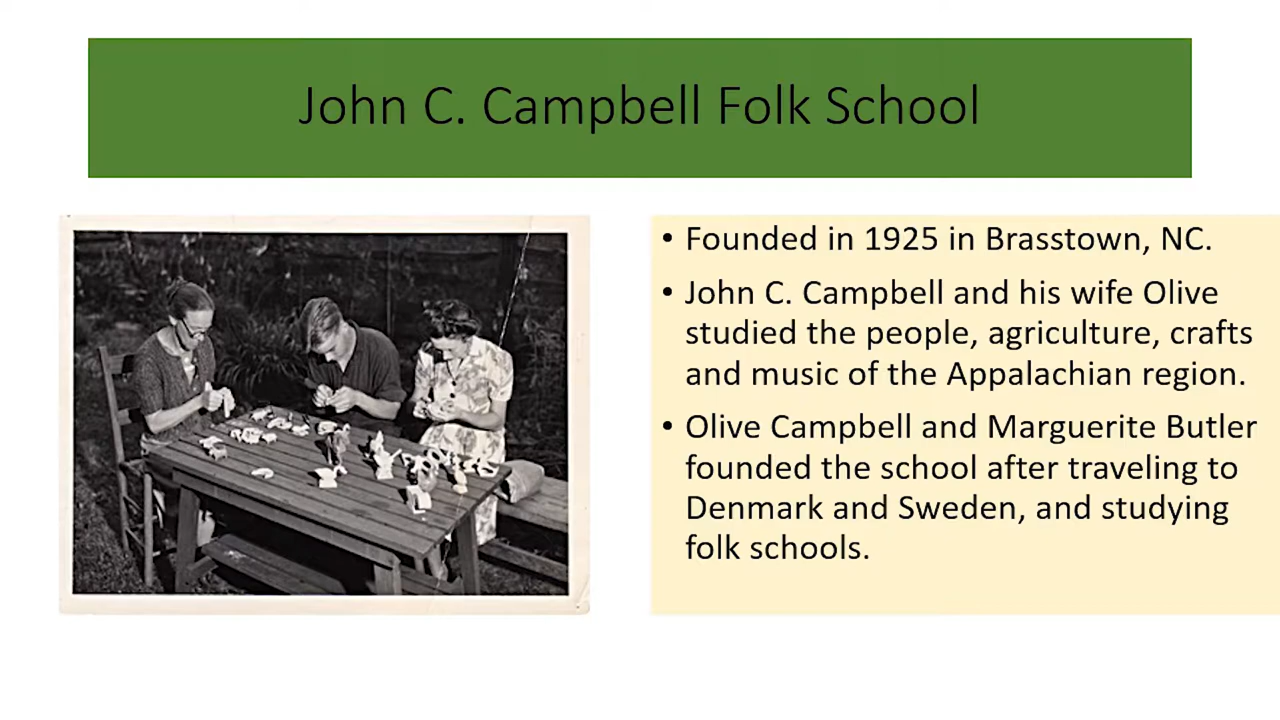 John C. Campbell Folk School
• Founded in 1925 in Brasstown, NC.
• John C. Campbell and his wife Olive
studied the people, agriculture, crafts
and music of the Appalachian region.
• Olive Campbell and Marguerite Butler
founded the school after traveling to
Denmark and Sweden, and studying
folk schools.